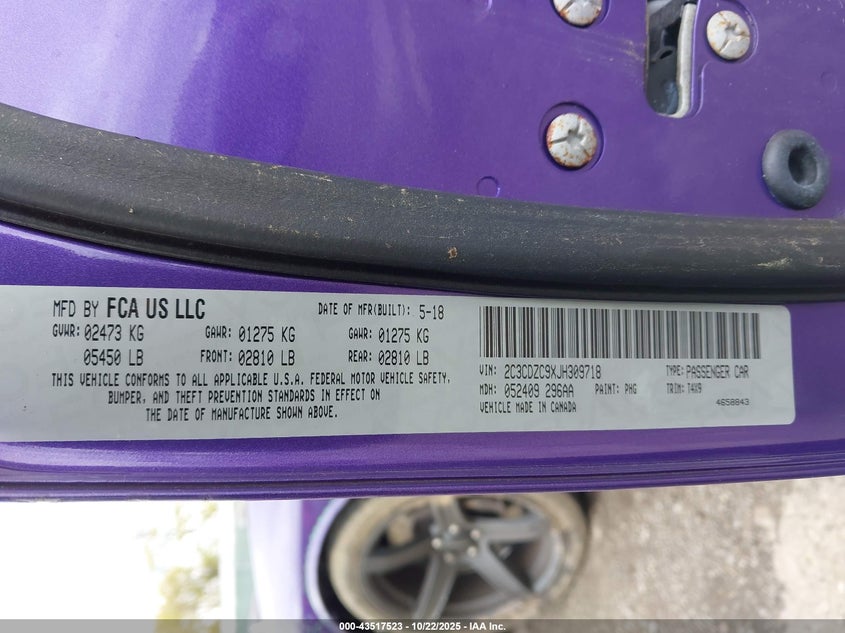 MFD BY FCA US LLC DATE OF MFR(BUILT): 5-18
GVWR: 02473 KG GAWR: 01275 KG GAWR: 01275 KG
05450 LB FRONT: 02810 LB REAR: 02810 LB
THIS VEHICLE CONFORMS TO ALL APPLICABLE U.S.A. FEDERAL MOTOR VEHICLE SAFETY,
BUMPER, AND THEFT PREVENTION STANDARDS IN EFFECT ON
THE DATE OF MANUFACTURE SHOWN ABOVE.
VIN: 2C3CDZC9XJH309718 TYPE: PASSENGER CAR
MDH: 052409 296AA PAINT: PHG TRIM: T4X9
VEHICLE MADE IN CANADA 4658843
000-43517523 | 10/22/2025 | IAA Inc.